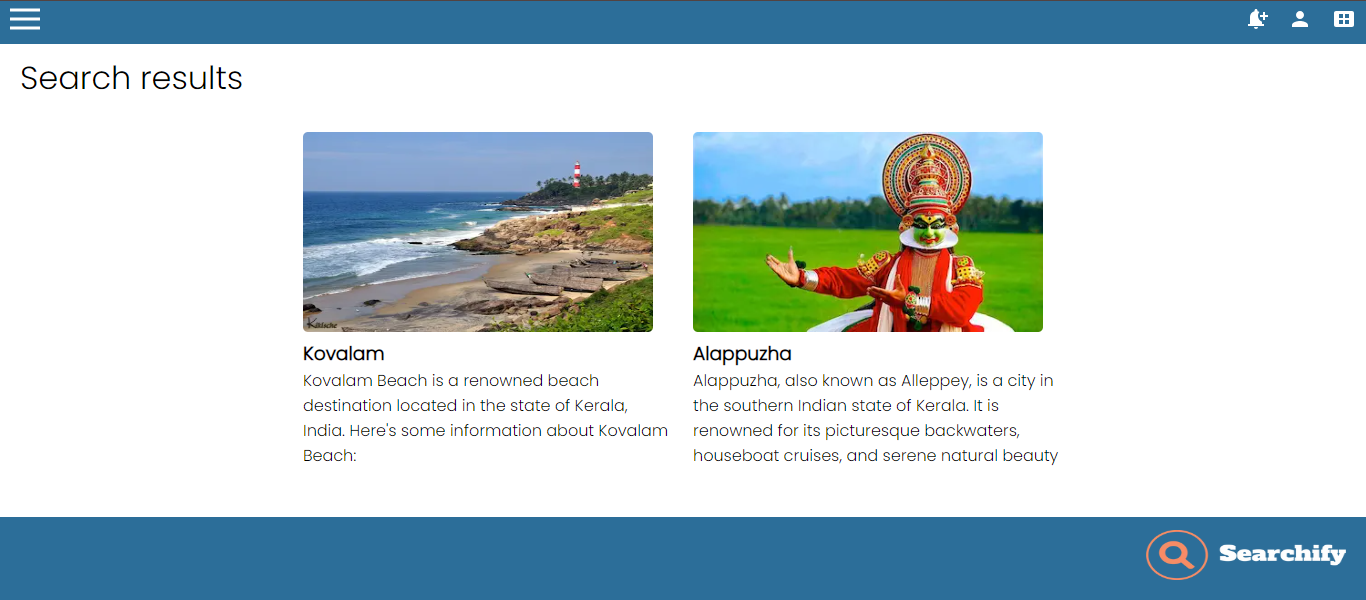 Search results
Kovalam
Kovalam Beach is a renowned beach
destination located in the state of Kerala,
India. Here's some information about Kovalam
Beach:
Alappuzha
Alappuzha, also known as Alleppey, is a city in
the southern Indian state of Kerala. It is
renowned for its picturesque backwaters,
houseboat cruises, and serene natural beauty
Searchify